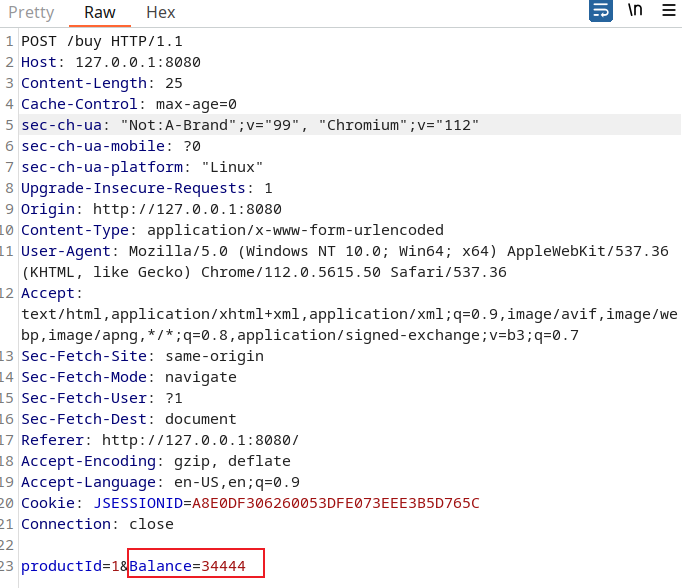 Pretty Raw Hex \n
1 POST /buy HTTP/1.1
2 Host: 127.0.0.1:8080
3 Content-Length: 25
4 Cache-Control: max-age=0
5 sec-ch-ua: "Not:A-Brand";v="99", "Chromium";v="112"
6 sec-ch-ua-mobile: ?0
7 sec-ch-ua-platform: "Linux"
8 Upgrade-Insecure-Requests: 1
9 Origin: http://127.0.0.1:8080
10 Content-Type: application/x-www-form-urlencoded
11 User-Agent: Mozilla/5.0 (Windows NT 10.0; Win64; x64) AppleWebKit/537.36
(KHTML, like Gecko) Chrome/112.0.5615.50 Safari/537.36
12 Accept:
text/html,application/xhtml+xml,application/xml;q=0.9,image/avif,image/we
bp,image/apng,*/*;q=0.8,application/signed-exchange;v=b3;q=0.7
13 Sec-Fetch-Site: same-origin
14 Sec-Fetch-Mode: navigate
15 Sec-Fetch-User: ?1
16 Sec-Fetch-Dest: document
17 Referer: http://127.0.0.1:8080/
18 Accept-Encoding: gzip, deflate
19 Accept-Language: en-US,en;q=0.9
20 Cookie: JSESSIONID=A8E0DF306260053DFE073EEE3B5D765C
21 Connection: close
22
23 productId=1&Balance=34444